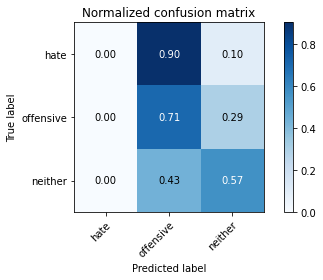 Normalized confusion matrix
True label
hate 0.00 0.90 0.10
offensive 0.00 0.71 0.29
neither 0.00 0.43 0.57
hate offensive neither
Predicted label
0.8
0.6
0.4
0.2
0.0